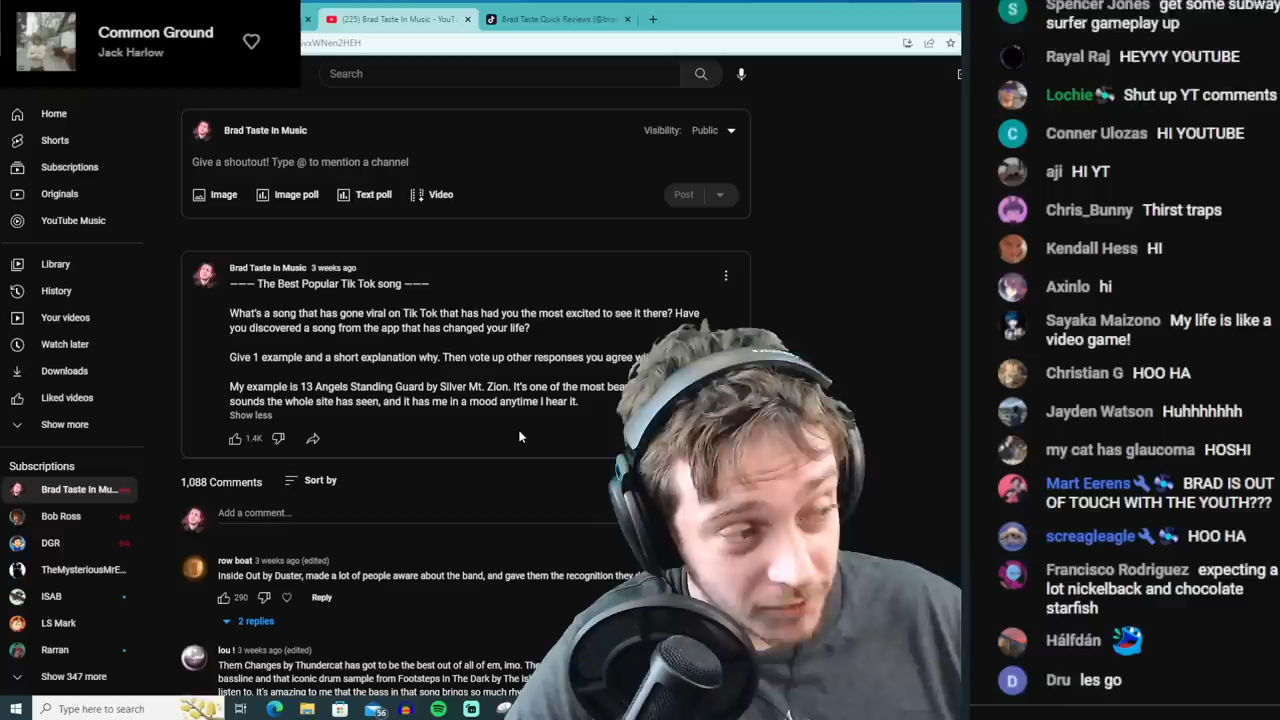 Common Ground
Jack Harlow
(225) Brad Taste In Music - YouT
Brad Taste Quick Reviews (@bra
vxWNen2HEH
Search
Home
Shorts
Subscriptions
Originals
YouTube Music
Library
History
Your videos
Watch later
Downloads
Liked videos
Show more
Subscriptions
Brad Taste In Mu...
Bob Ross
DGR
TheMysteriousMrE...
ISAB
LS Mark
Rarran
Show 347 more
Brad Taste In Music
Visibility: Public
Give a shoutout! Type @ to mention a channel
Image
Image poll
Text poll
Video
Post
Brad Taste In Music 3 weeks ago
——— The Best Popular Tik Tok song ———
What's a song that has gone viral on Tik Tok that has had you the most excited to see it there? Have
you discovered a song from the app that has changed your life?
Give 1 example and a short explanation why. Then vote up other responses you agree
My example is 13 Angels Standing Guard by Silver Mt. Zion. It's one of the most
sounds the whole site has seen, and it has me in a mood anytime I hear it.
Show less
1.4K
1,088 Comments
Sort by
Add a comment...
row boat 3 weeks ago (edited)
Inside Out by Duster, made a lot of people aware about the band, and gave them the recognition they
290
Reply
2 replies
lou ! 3 weeks ago (edited)
Them Changes by Thundercat has got to be the best out of all of em, imo. The
bassline and that iconic drum sample from Footsteps In The Dark by The
listen to. It's amazing to me that the bass in that song brings so much
Type here to search
56
Spencer Jones get some subway
surfer gameplay up
Rayal Raj HEYYY YOUTUBE
Lochie Shut up YT comments
Conner Ulozas HI YOUTUBE
aji HI YT
Chris_Bunny Thirst traps
Kendall Hess HI
Axinlo hi
Sayaka Maizono My life is like a
video game!
Christian G HOO HA
Jayden Watson Huhhhhhh
my cat has glaucoma HOSHI
Mart Eerens BRAD IS OUT
OF TOUCH WITH THE YOUTH???
screagleagle HOO HA
Francisco Rodriguez expecting a
lot nickelback and chocolate
starfish
Hálfdán
Dru les go